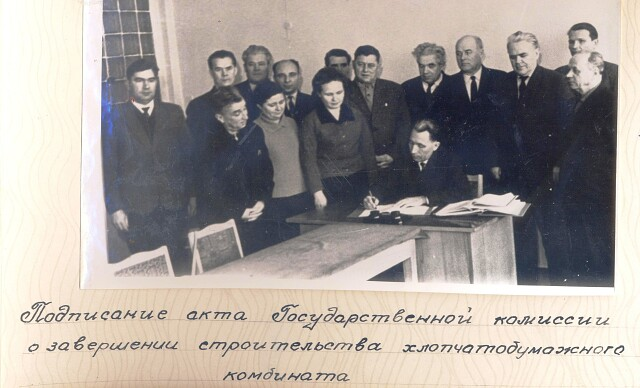 Подписание акта Государственной комиссии
о завершении строительства хлопчатобумажного
комбината